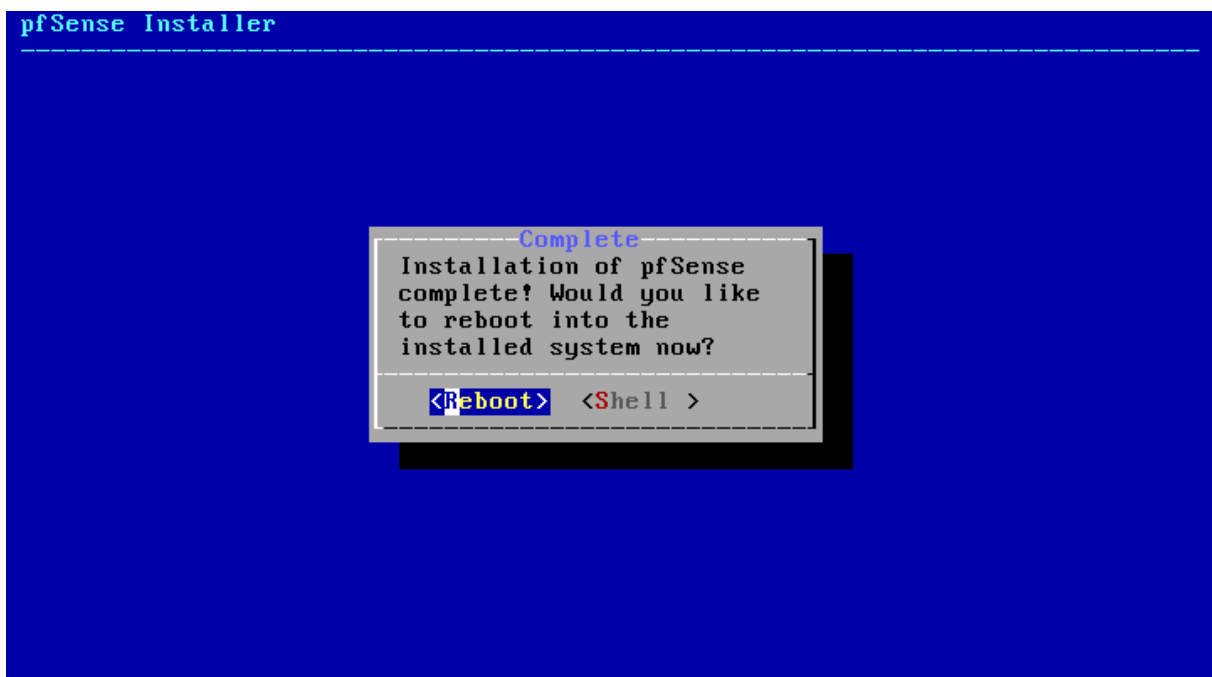 pfSense Installer
Complete
Installation of pfSense
complete! Would you like
to reboot into the
installed system now?
<Reboot> <Shell >